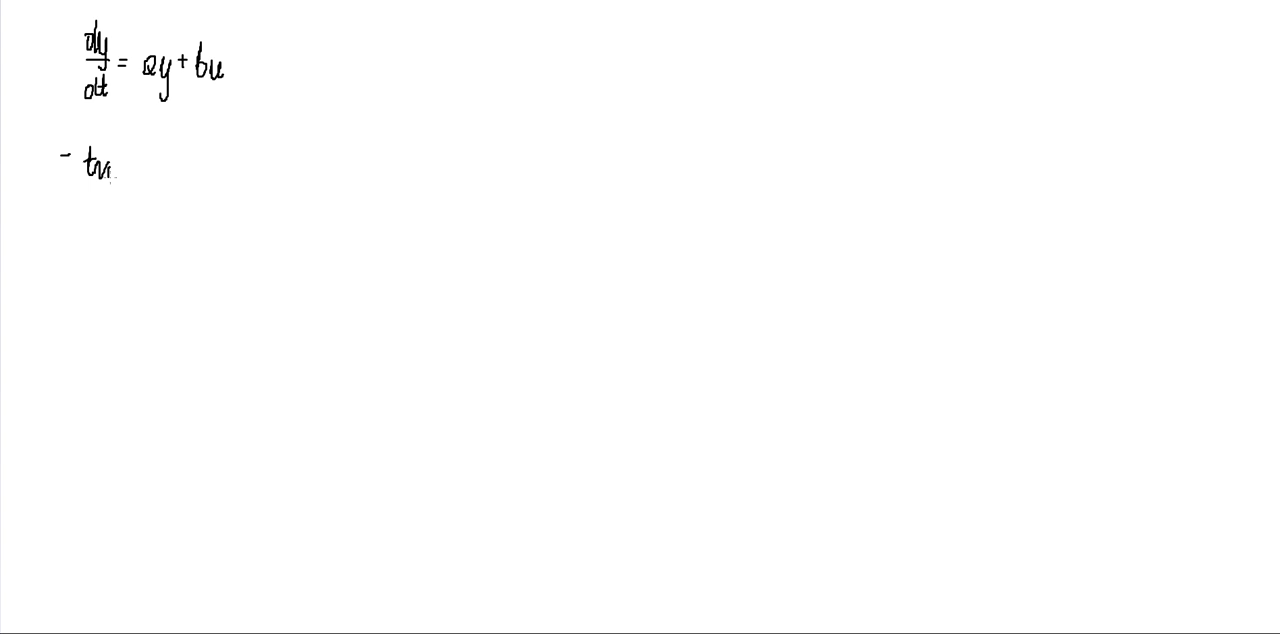 dy/dt = ay + bu
-